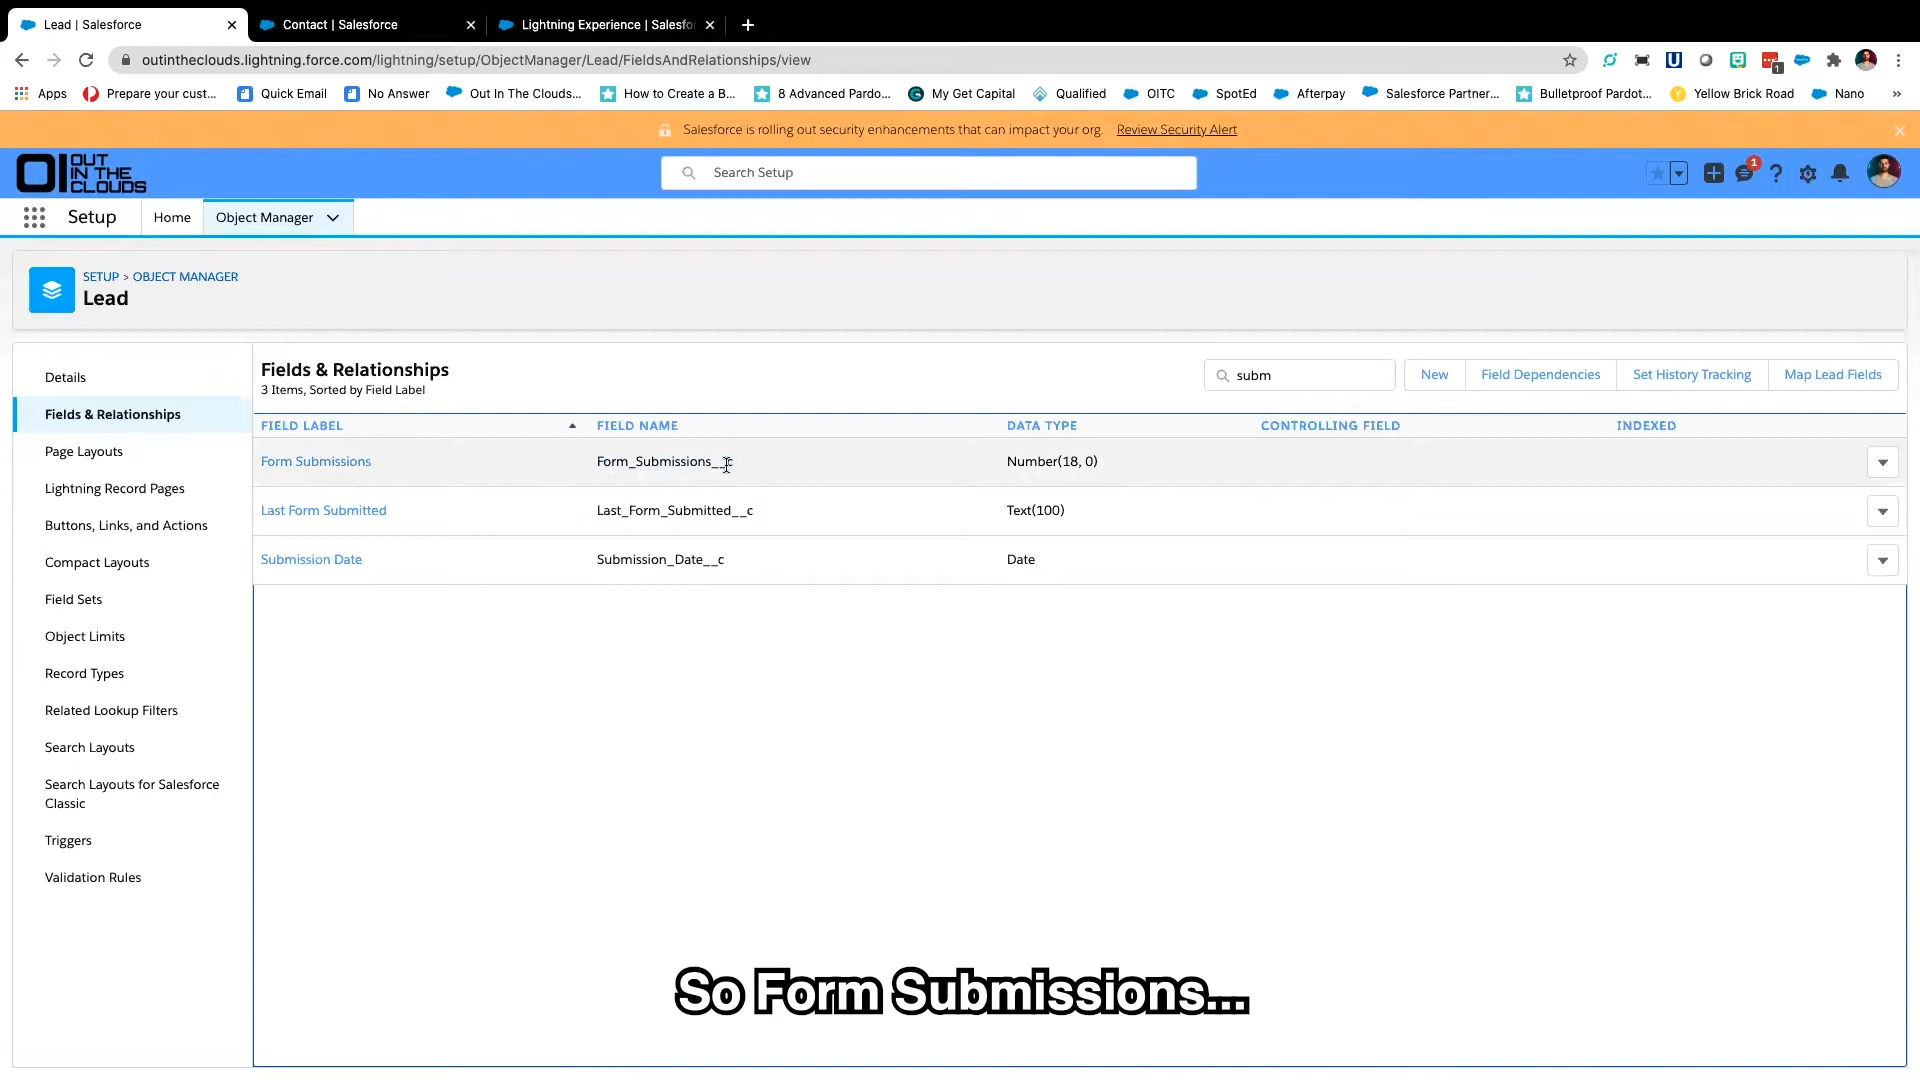 Lead | Salesforce
Contact | Salesforce
Lightning Experience | Salesfo
outintheclouds.lightning.force.com/lightning/setup/ObjectManager/Lead/FieldsAndRelationships/view
Apps
Prepare your cust...
Quick Email
No Answer
Out In The Clouds...
How to Create a B...
8 Advanced Pardo...
My Get Capital
Qualified
OITC
SpotEd
Afterpay
Salesforce Partner...
Bulletproof Pardot...
Yellow Brick Road
Nano
»
Salesforce is rolling out security enhancements that can impact your org. Review Security Alert
OUT
IN THE
CLOUDS
Search Setup
1
Setup
Home
Object Manager
SETUP > OBJECT MANAGER
Lead
Details
Fields & Relationships
Page Layouts
Lightning Record Pages
Buttons, Links, and Actions
Compact Layouts
Field Sets
Object Limits
Record Types
Related Lookup Filters
Search Layouts
Search Layouts for Salesforce
Classic
Triggers
Validation Rules
Fields & Relationships
3 Items, Sorted by Field Label
subm
New
Field Dependencies
Set History Tracking
Map Lead Fields
FIELD LABEL FIELD NAME DATA TYPE CONTROLLING FIELD INDEXED
Form Submissions Form_Submissions__c Number(18, 0)
Last Form Submitted Last_Form_Submitted__c Text(100)
Submission Date Submission_Date__c Date
So Form Submissions...